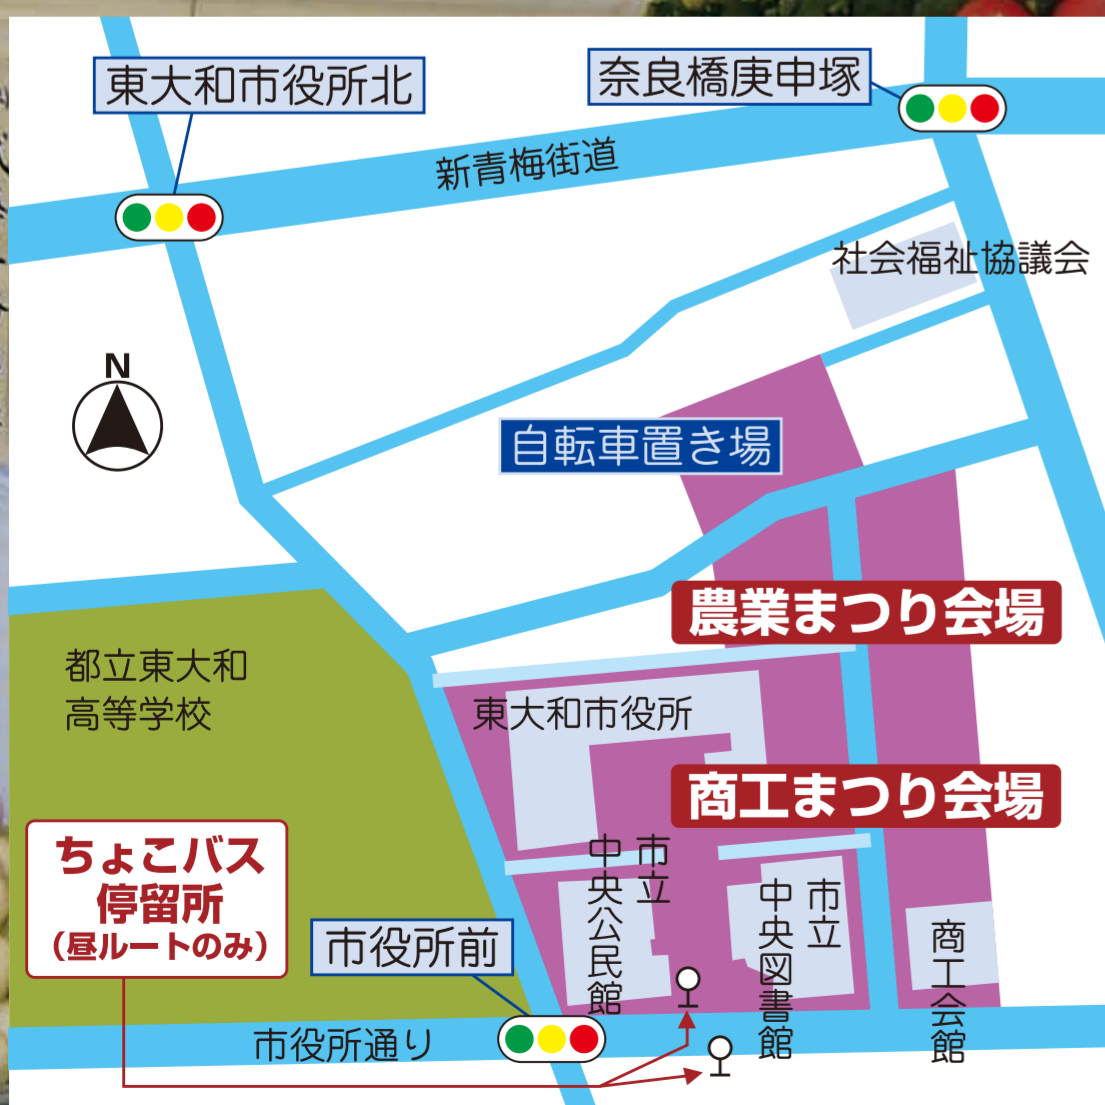 東大和市役所北
奈良橋庚申塚
新青梅街道
社会福祉協議会
N
自転車置き場
農業まつり会場
都立東大和
高等学校
東大和市役所
商工まつり会場
ちょこバス
停留所
(昼ルートのみ)
市役所前
市立
中央公民館
市立
中央図書館
商工会館
市役所通り